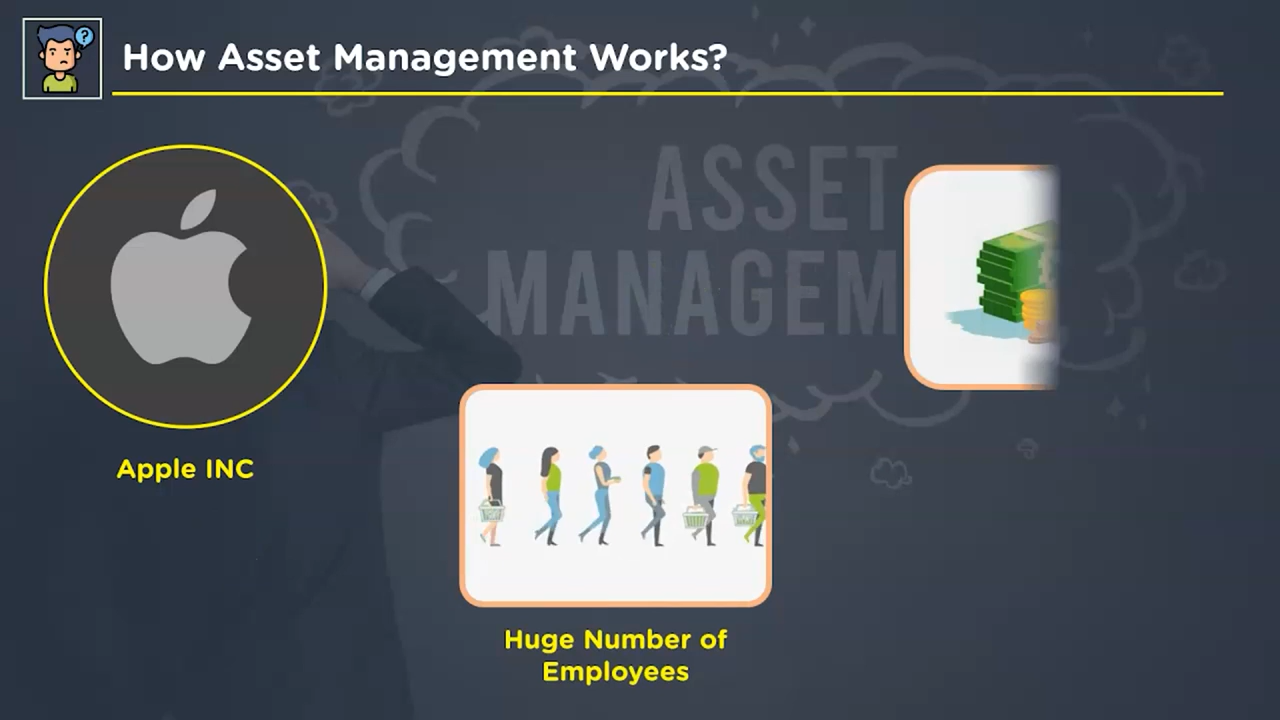 How Asset Management Works?
ASSET
MANAGEM
Apple INC
Huge Number of
Employees